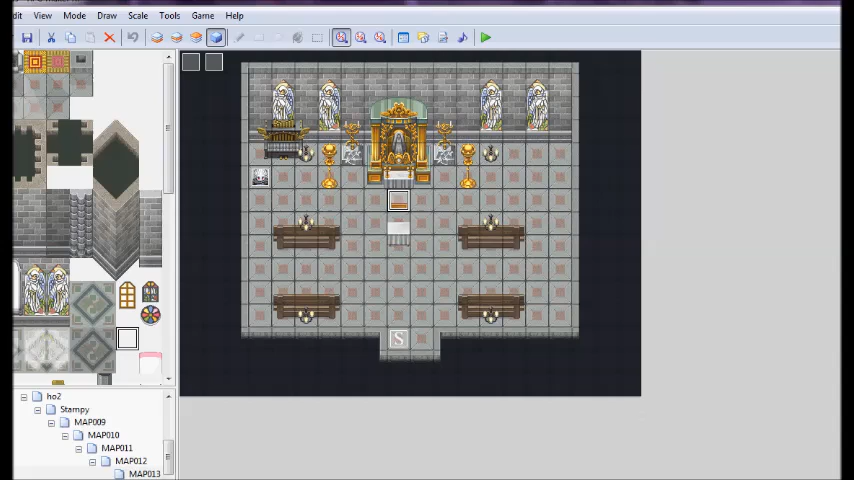 dit View Mode Draw Scale Tools Game Help
S
ho2
Stampy
MAP009
MAP010
MAP011
MAP012
MAP013